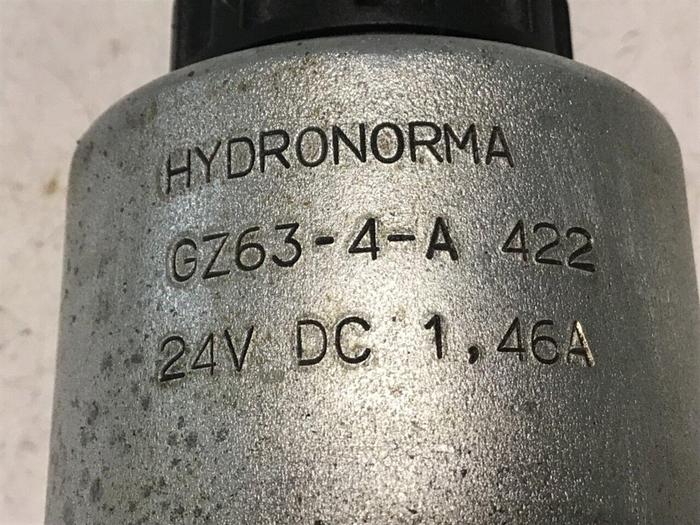 HYDRONORMA
GZ63-4-A 422
24V DC 1,46A